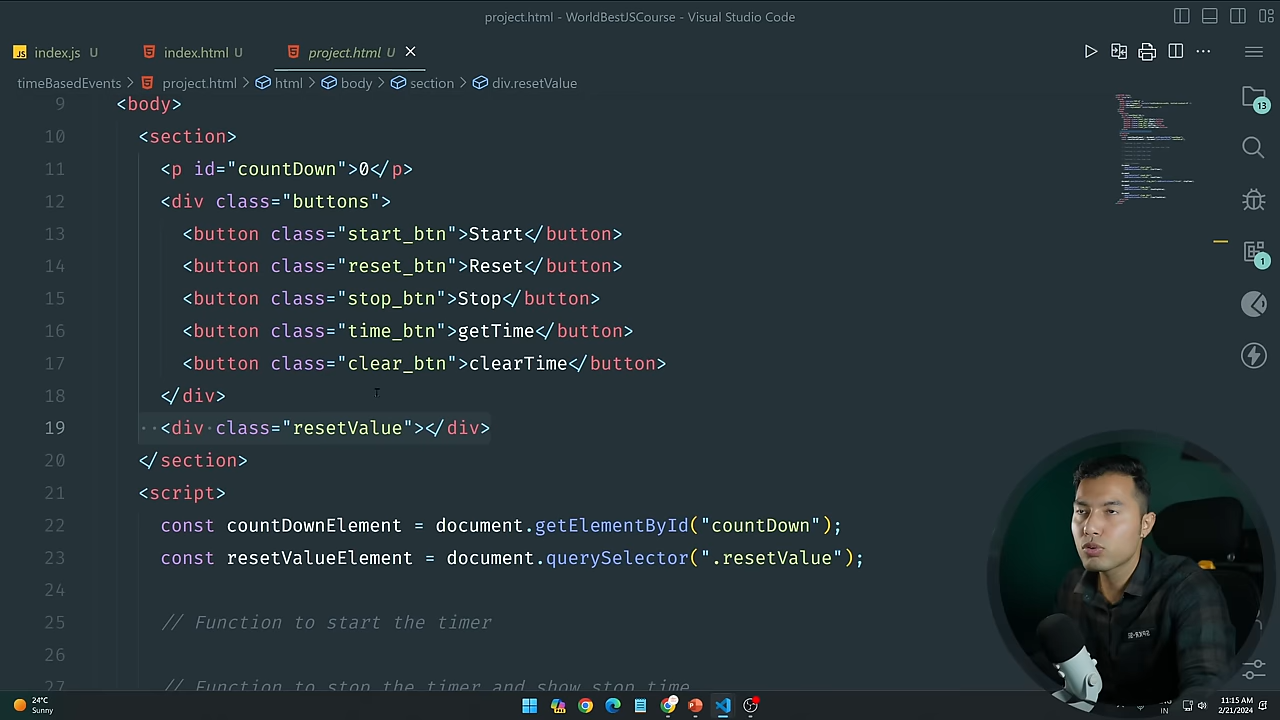 project.html - WorldBestJSCourse - Visual Studio Code
JS index.js U index.html U project.html U
timeBasedEvents > project.html > html > body > section > div.resetValue
9 <body>
10 <section>
11 <p id="countDown">0</p>
12 <div class="buttons">
13 <button class="start_btn">Start</button>
14 <button class="reset_btn">Reset</button>
15 <button class="stop_btn">Stop</button>
16 <button class="time_btn">getTime</button>
17 <button class="clear_btn">clearTime</button>
18 </div>
19 <div class="resetValue"></div>
20 </section>
21 <script>
22 const countDownElement = document.getElementById("countDown");
23 const resetValueElement = document.querySelector(".resetValue");
24
25 // Function to start the timer
26
27 // Function to stop the timer and show stop time
13
1
24°C
Sunny
IN
11:15 AM
2/21/2024